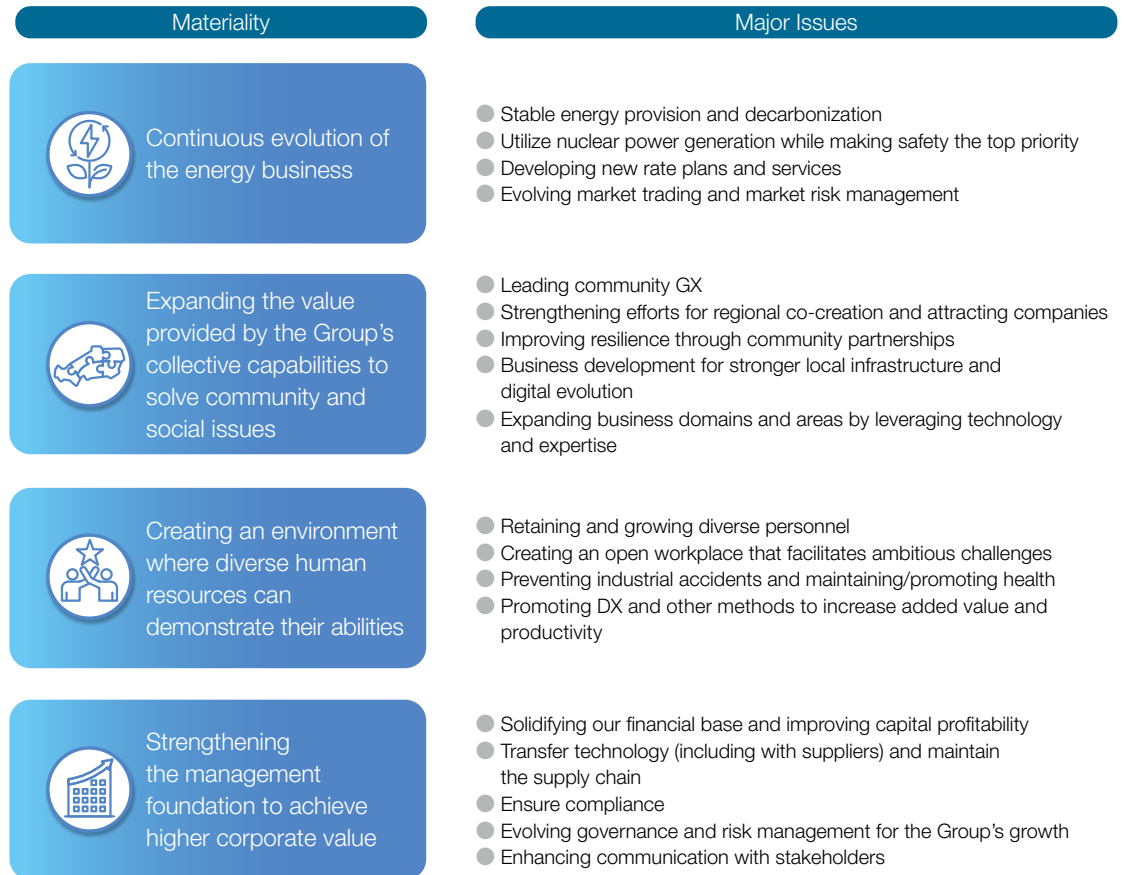 Materiality
Major Issues
Continuous evolution of
the energy business
Stable energy provision and decarbonization
Utilize nuclear power generation while making safety the top priority
Developing new rate plans and services
Evolving market trading and market risk management
Expanding the value
provided by the Group's
collective capabilities to
solve community and
social issues
Leading community GX
Strengthening efforts for regional co-creation and attracting companies
Improving resilience through community partnerships
Business development for stronger local infrastructure and
digital evolution
Expanding business domains and areas by leveraging technology
and expertise
Creating an environment
where diverse human
resources can
demonstrate their abilities
Retaining and growing diverse personnel
Creating an open workplace that facilitates ambitious challenges
Preventing industrial accidents and maintaining/promoting health
Promoting DX and other methods to increase added value and
productivity
Strengthening
the management
foundation to achieve
higher corporate value
Solidifying our financial base and improving capital profitability
Transfer technology (including with suppliers) and maintain
the supply chain
Ensure compliance
Evolving governance and risk management for the Group's growth
Enhancing communication with stakeholders